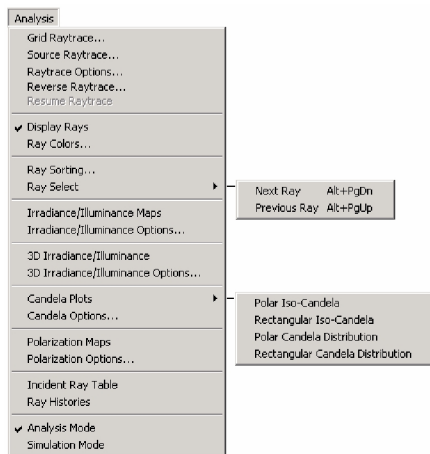 Analysis
Grid Raytrace...
Source Raytrace...
Raytrace Options...
Reverse Raytrace...
Resume Raytrace
Display Rays
Ray Colors...
Ray Sorting...
Ray Select
Next Ray Alt+PgDn
Previous Ray Alt+PgUp
Irradiance/Illuminance Maps
Irradiance/Illuminance Options...
3D Irradiance/Illuminance
3D Irradiance/Illuminance Options...
Candela Plots
Polar Iso-Candela
Rectangular Iso-Candela
Polar Candela Distribution
Rectangular Candela Distribution
Candela Options...
Polarization Maps
Polarization Options...
Incident Ray Table
Ray Histories
Analysis Mode
Simulation Mode